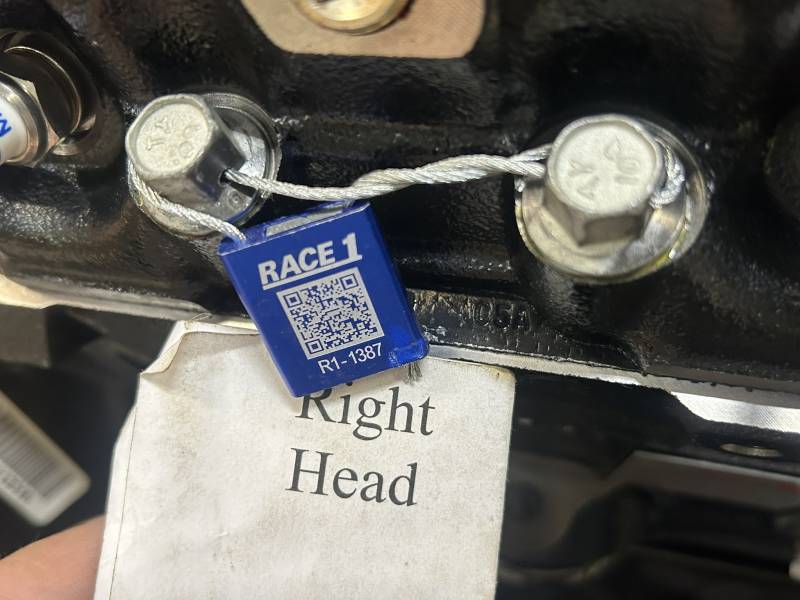 RACE 1
R1-1387
Right
Head